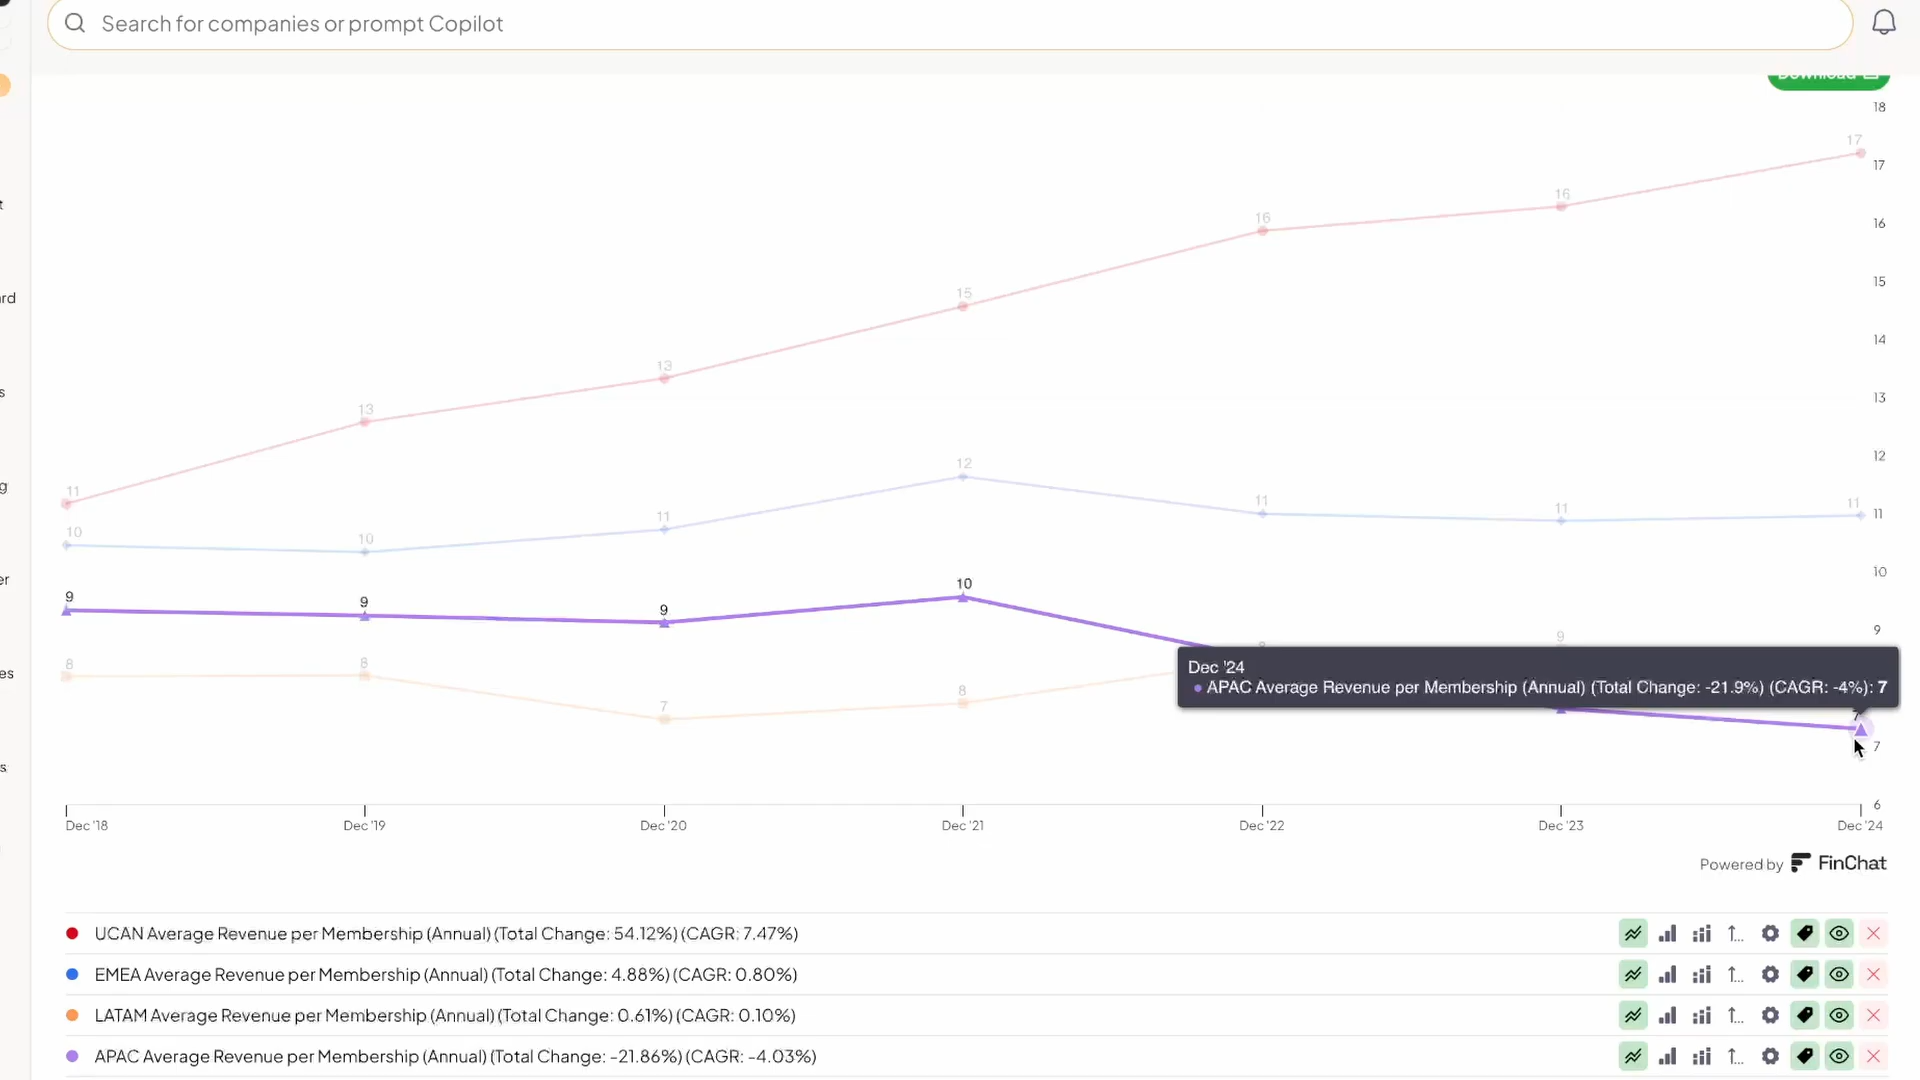 Search for companies or prompt Copilot
Download
18
17
17
16
16
16
15
15
14
13
13
13
12
12
11
11
11
11
11
11
10
10
10
10
9
9
9
9
9
8
8
8
7
Dec '24
APAC Average Revenue per Membership (Annual) (Total Change: -21.9%) (CAGR: -4%): 7
7
7
6
Dec '18
Dec '19
Dec '20
Dec '21
Dec '22
Dec '23
Dec '24
Powered by FinChat
UCAN Average Revenue per Membership (Annual) (Total Change: 54.12%) (CAGR: 7.47%)
EMEA Average Revenue per Membership (Annual) (Total Change: 4.88%) (CAGR: 0.80%)
LATAM Average Revenue per Membership (Annual) (Total Change: 0.61%) (CAGR: 0.10%)
APAC Average Revenue per Membership (Annual) (Total Change: -21.86%) (CAGR: -4.03%)